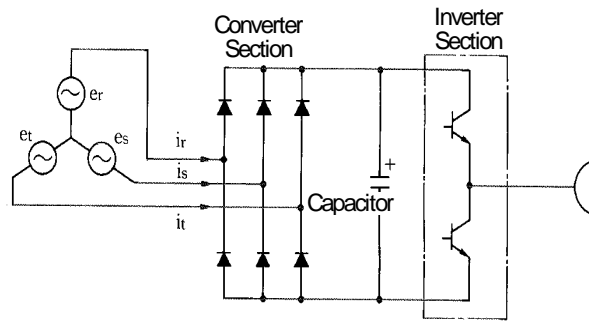 Converter
Section
Inverter
Section
er
et
es
ir
is
it
+
Capacitor